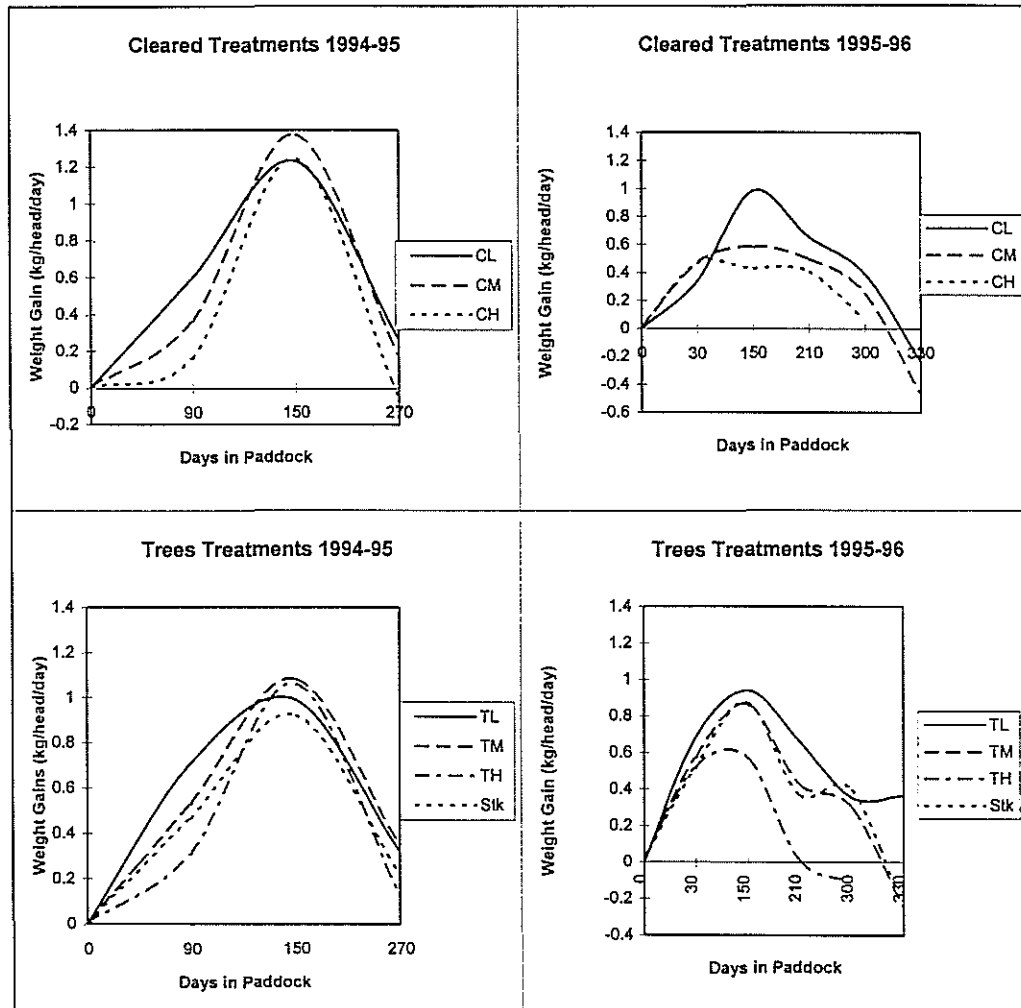 Cleared Treatments 1994-95
Weight Gain (kg/head/day)
1.4
1.2
1
0.8
0.6
0.4
0.2
0
-0.2
0 90 150 270
Days in Paddock
CL
CM
CH
Cleared Treatments 1995-96
Weight Gain (kg/head/day)
1.4
1.2
1
0.8
0.6
0.4
0.2
0
-0.2
-0.4
-0.6
0 30 150 210 300 330
Days in Paddock
CL
CM
CH
Trees Treatments 1994-95
Weight Gains (kg/head/day)
1.4
1.2
1
0.8
0.6
0.4
0.2
0
0 90 150 270
Days in Paddock
TL
TM
TH
Stk
Trees Treatments 1995-96
Weight Gain (kg/head/day)
1.4
1.2
1
0.8
0.6
0.4
0.2
0
-0.2
-0.4
0 30 150 210 300 330
Days in Paddock
TL
TM
TH
Stk